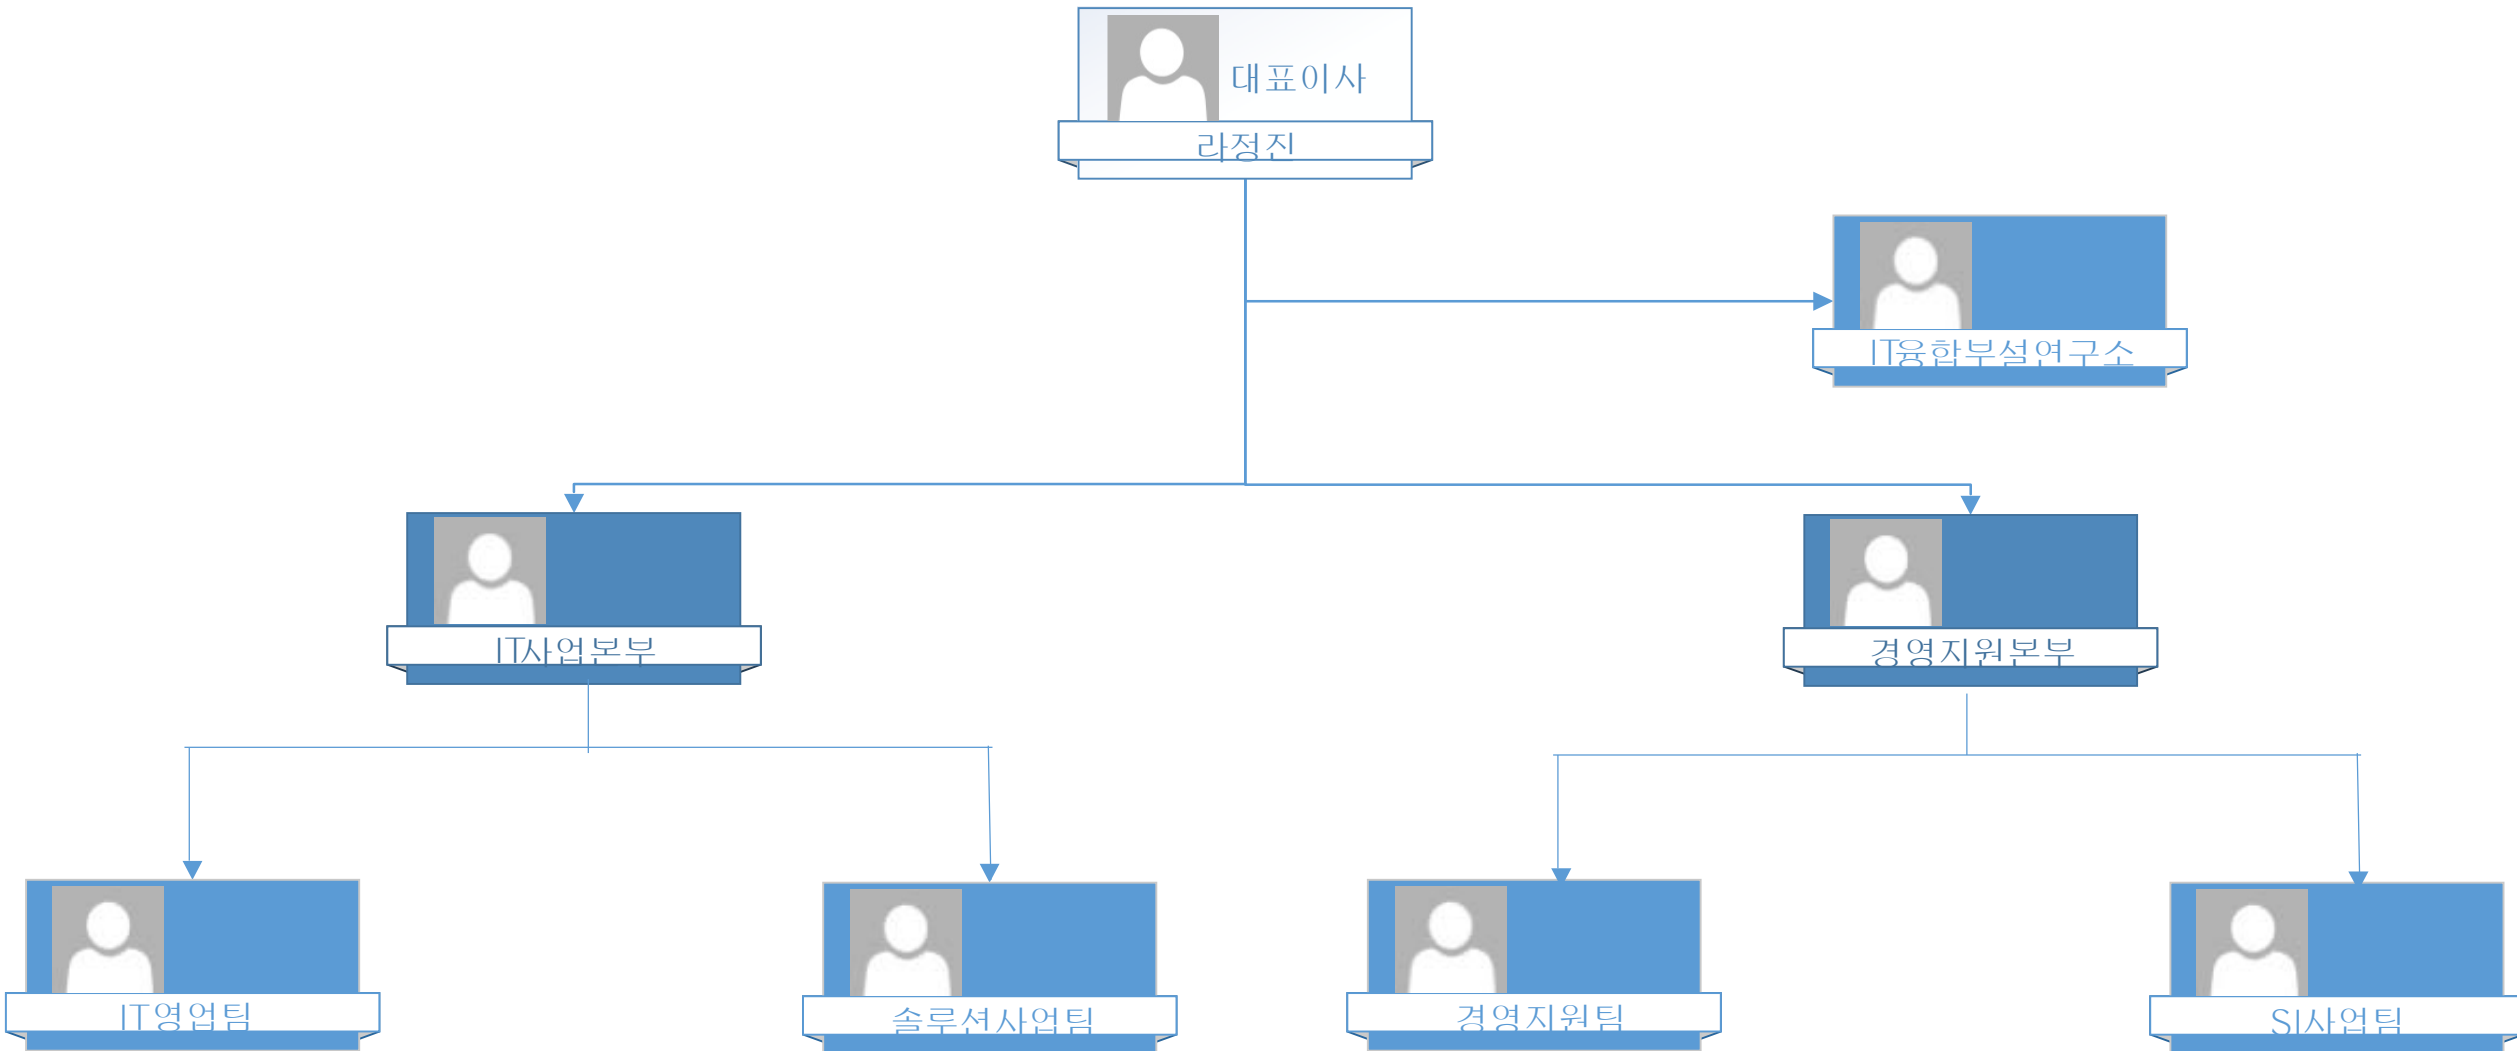 대표이사
라정진
IT융합부설연구소
IT사업본부
경영지원본부
IT영업팀
솔루션사업팀
경영지원팀
SI사업팀